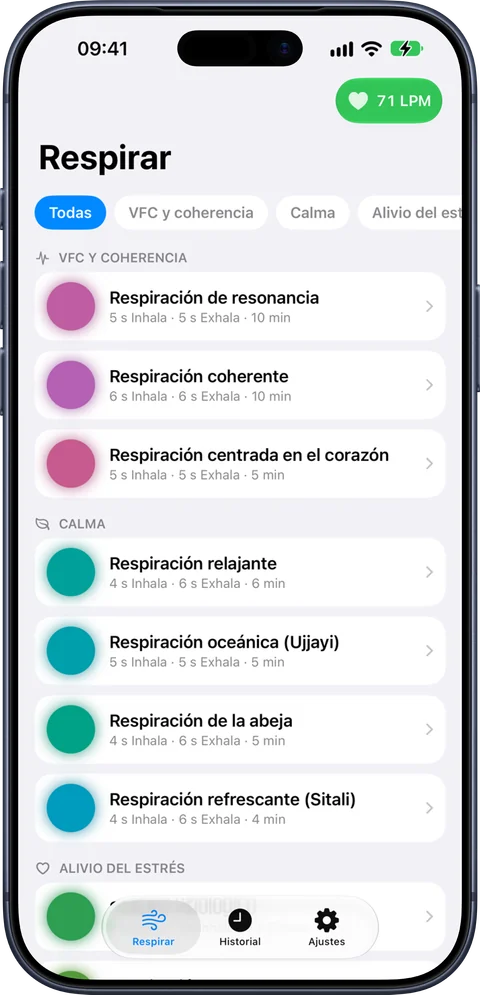 09:41
71 LPM
Respirar
Todas
VFC y coherencia
Calma
Alivio del est
VFC Y COHERENCIA
Respiración de resonancia
5 s Inhala · 5 s Exhala · 10 min
Respiración coherente
6 s Inhala · 6 s Exhala · 10 min
Respiración centrada en el corazón
5 s Inhala · 5 s Exhala · 5 min
CALMA
Respiración relajante
4 s Inhala · 6 s Exhala · 6 min
Respiración oceánica (Ujjayi)
5 s Inhala · 5 s Exhala · 5 min
Respiración de la abeja
4 s Inhala · 6 s Exhala · 5 min
Respiración refrescante (Sitali)
4 s Inhala · 6 s Exhala · 4 min
ALIVIO DEL ESTRÉS
Respirar
Historial
Ajustes